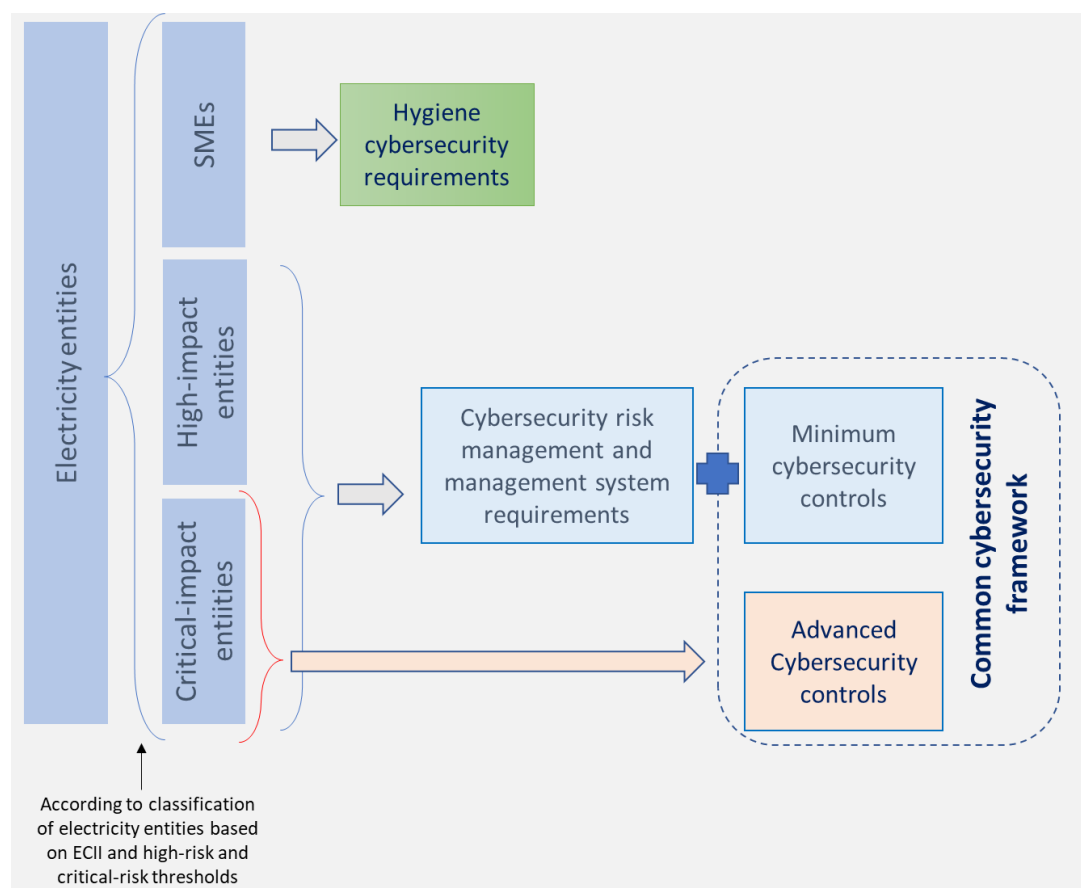 Electricity entities
SMEs
Hygiene
cybersecurity
requirements
High-impact
entities
Critical-impact
entiities
Cybersecurity risk
management and
management system
requirements
Minimum
cybersecurity
controls
Advanced
Cybersecurity
controls
Common cybersecurity
framework
According to classification
of electricity entities based
on ECII and high-risk and
critical-risk thresholds